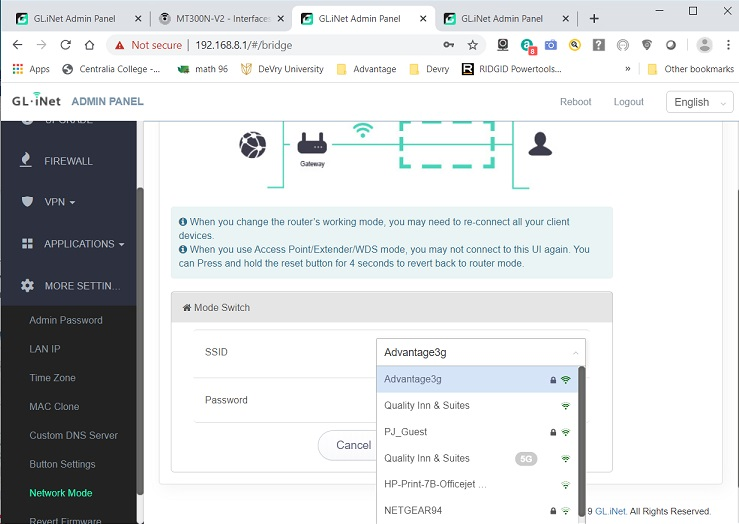 GLiNet Admin Panel
MT300N-V2 - Interfaces
GLiNet Admin Panel
GLiNet Admin Panel
Not secure | 192.168.8.1/#/bridge
8
Apps
Centralia College -...
math 96
DeVry University
Advantage
Devry
RIDGID Powertools...
»
Other bookmarks
GL·iNet ADMIN PANEL
Reboot
Logout
English
UPGRADE
FIREWALL
VPN
APPLICATIONS
MORE SETTIN...
Admin Password
LAN IP
Time Zone
MAC Clone
Custom DNS Server
Button Settings
Network Mode
Revert Firmware
Gateway
When you change the router's working mode, you may need to re-connect all your client
devices.
When you use Access Point/Extender/WDS mode, you may not connect to this UI again. You
can Press and hold the reset button for 4 seconds to revert back to router mode.
Mode Switch
SSID
Advantage3g
Password
Cancel
Advantage3g
Quality Inn & Suites
PJ_Guest
Quality Inn & Suites 5G
HP-Print-7B-Officejet ...
NETGEAR94
9 GL.iNet. All Rights Reserved.